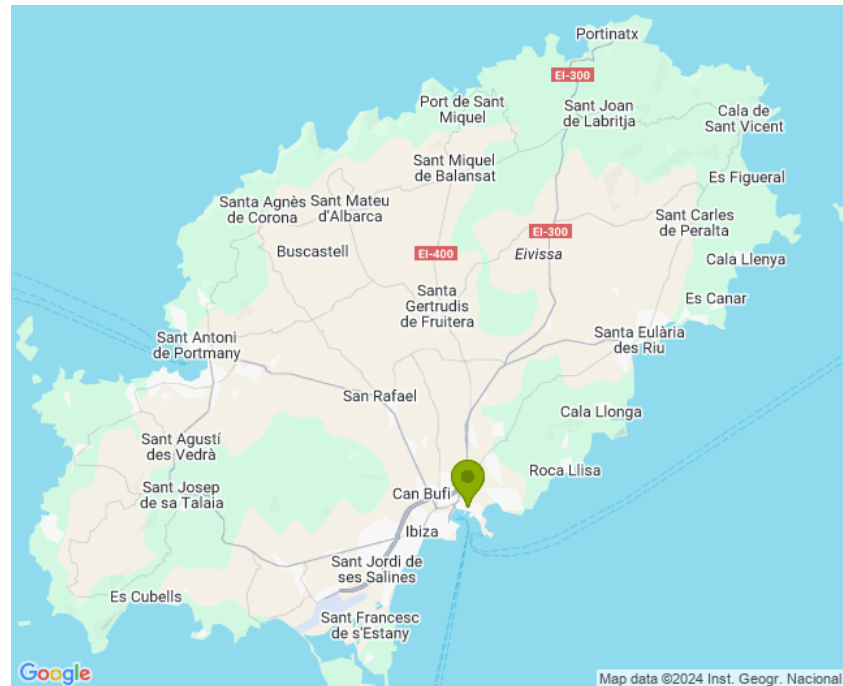 Portinatx
EI-300
Port de Sant
Miquel
Sant Joan
de Labritja
Cala de
Sant Vicent
Sant Miquel
de Balansat
Es Figueral
Santa Agnès
de Corona
Sant Mateu
d'Albarca
Sant Carles
de Peralta
EI-300
Buscastell
EI-400
Eivissa
Cala Llenya
Santa
Gertrudis
de Fruitera
Es Canar
Sant Antoni
de Portmany
Santa Eulària
des Riu
San Rafael
Cala Llonga
Sant Agustí
des Vedrà
Roca Llisa
Sant Josep
de sa Talaia
Can Bufi
Ibiza
Sant Jordi de
ses Salines
Es Cubells
Sant Francesc
de s'Estany
Google
Map data ©2024 Inst. Geogr. Nacional